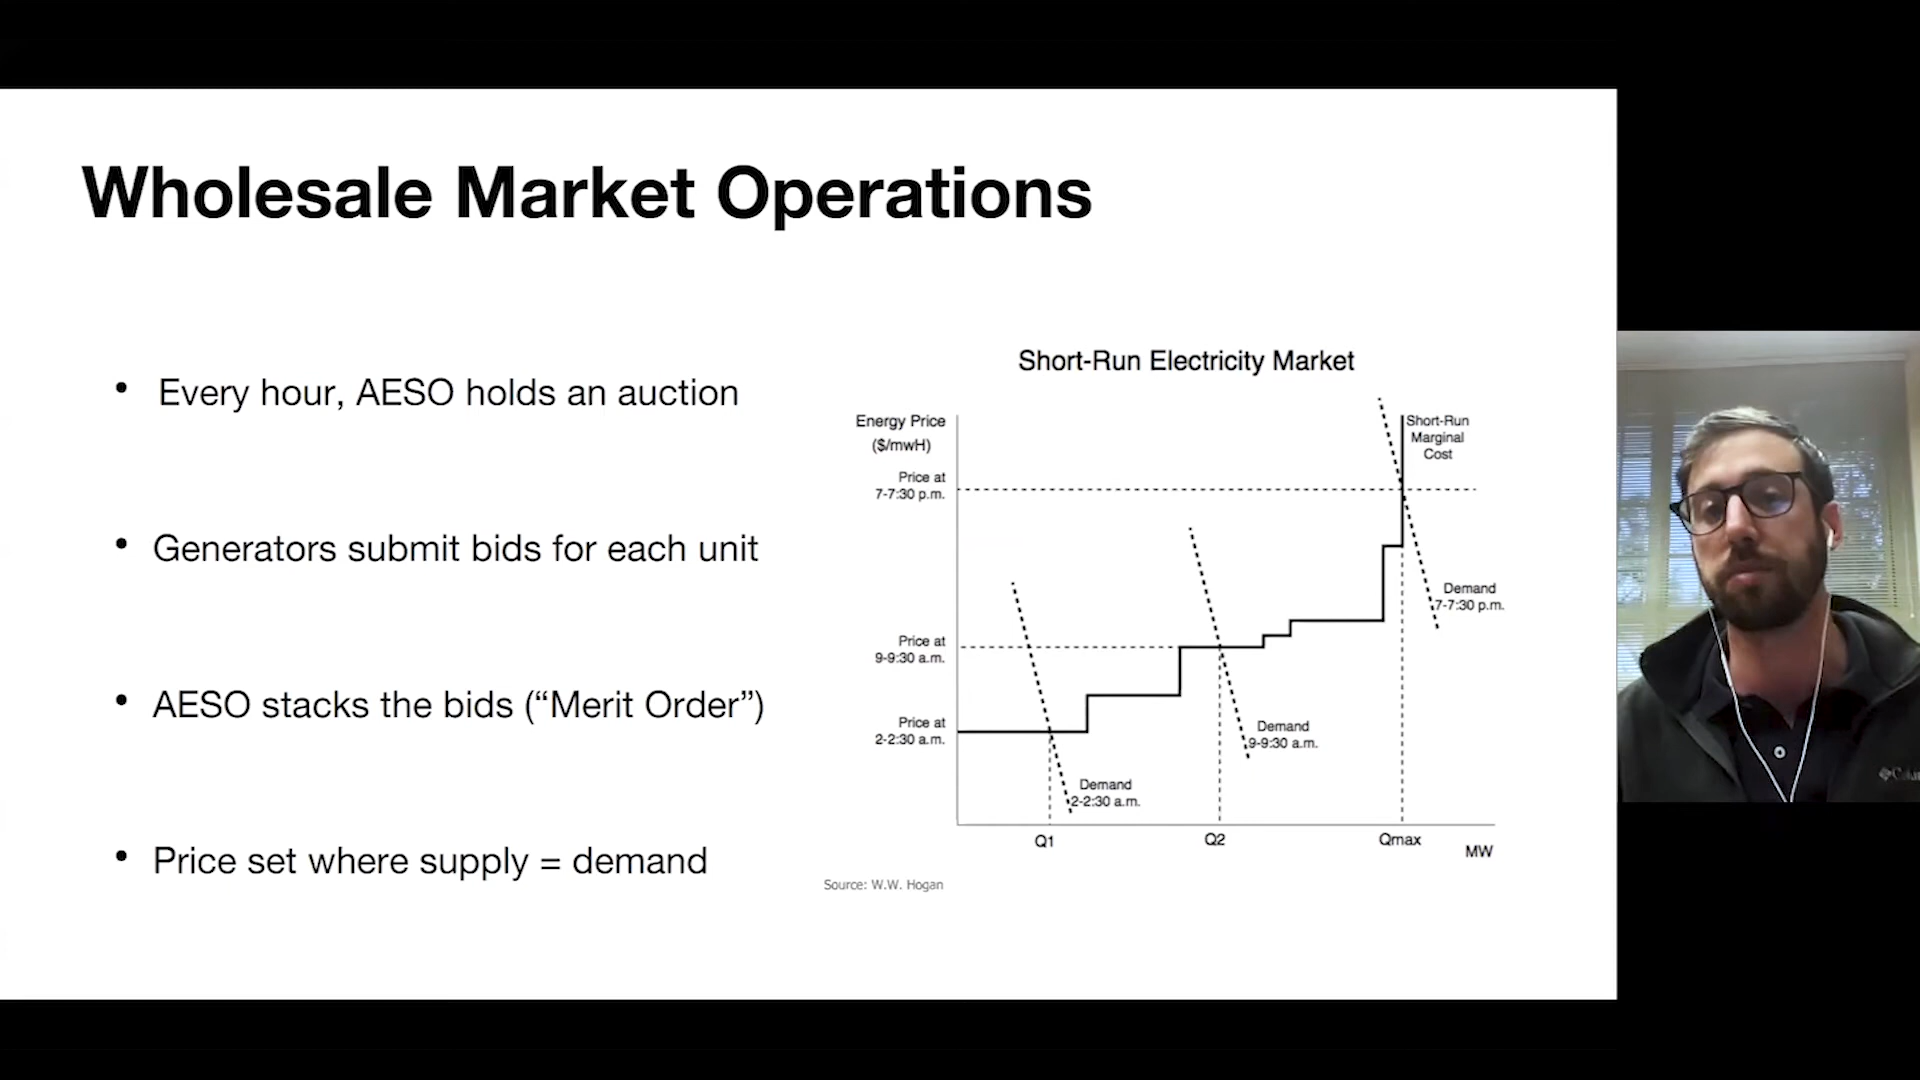 Wholesale Market Operations
• Every hour, AESO holds an auction
• Generators submit bids for each unit
• AESO stacks the bids (“Merit Order”)
• Price set where supply = demand
Short-Run Electricity Market
Energy Price
($/mwH)
Price at
7-7:30 p.m.
Price at
9-9:30 a.m.
Price at
2-2:30 a.m.
Short-Run
Marginal
Cost
Demand
7-7:30 p.m.
Demand
9-9:30 a.m.
Demand
2-2:30 a.m.
Q1
Q2
Qmax
MW
Source: W.W. Hogan